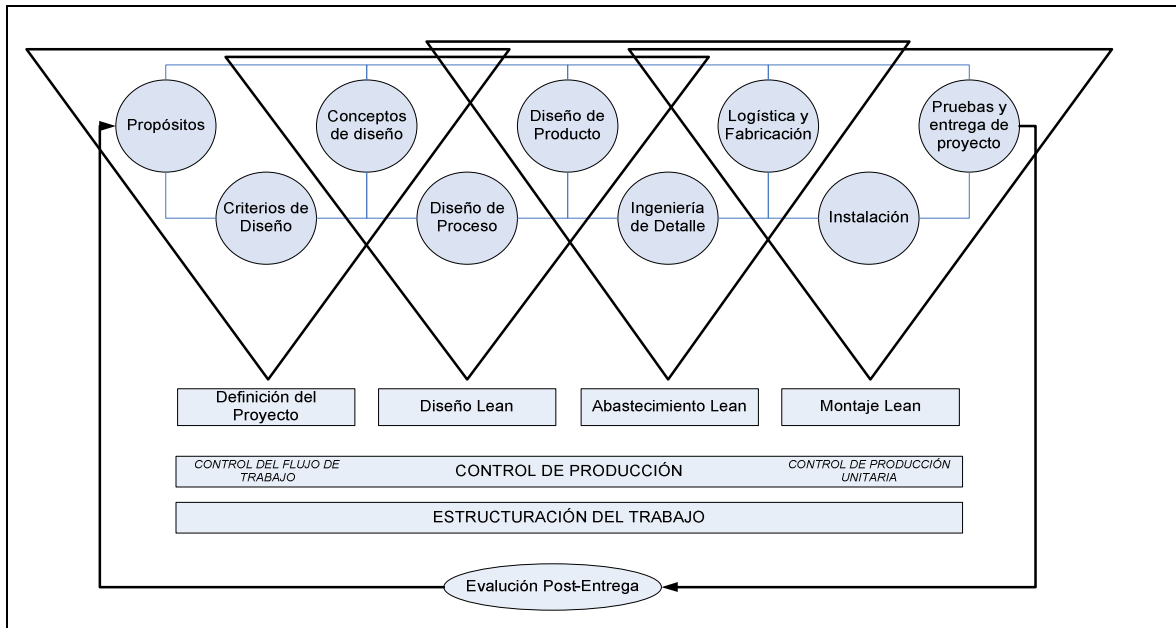 Propósitos
Conceptos
de diseño
Diseño de
Producto
Logística y
Fabricación
Pruebas y
entrega de
proyecto
Criterios de
Diseño
Diseño de
Proceso
Ingeniería
de Detalle
Instalación
Definición del
Proyecto
Diseño Lean
Abastecimiento Lean
Montaje Lean
CONTROL DEL FLUJO DE
TRABAJO
CONTROL DE PRODUCCIÓN
CONTROL DE PRODUCCIÓN
UNITARIA
ESTRUCTURACIÓN DEL TRABAJO
Evalución Post-Entrega